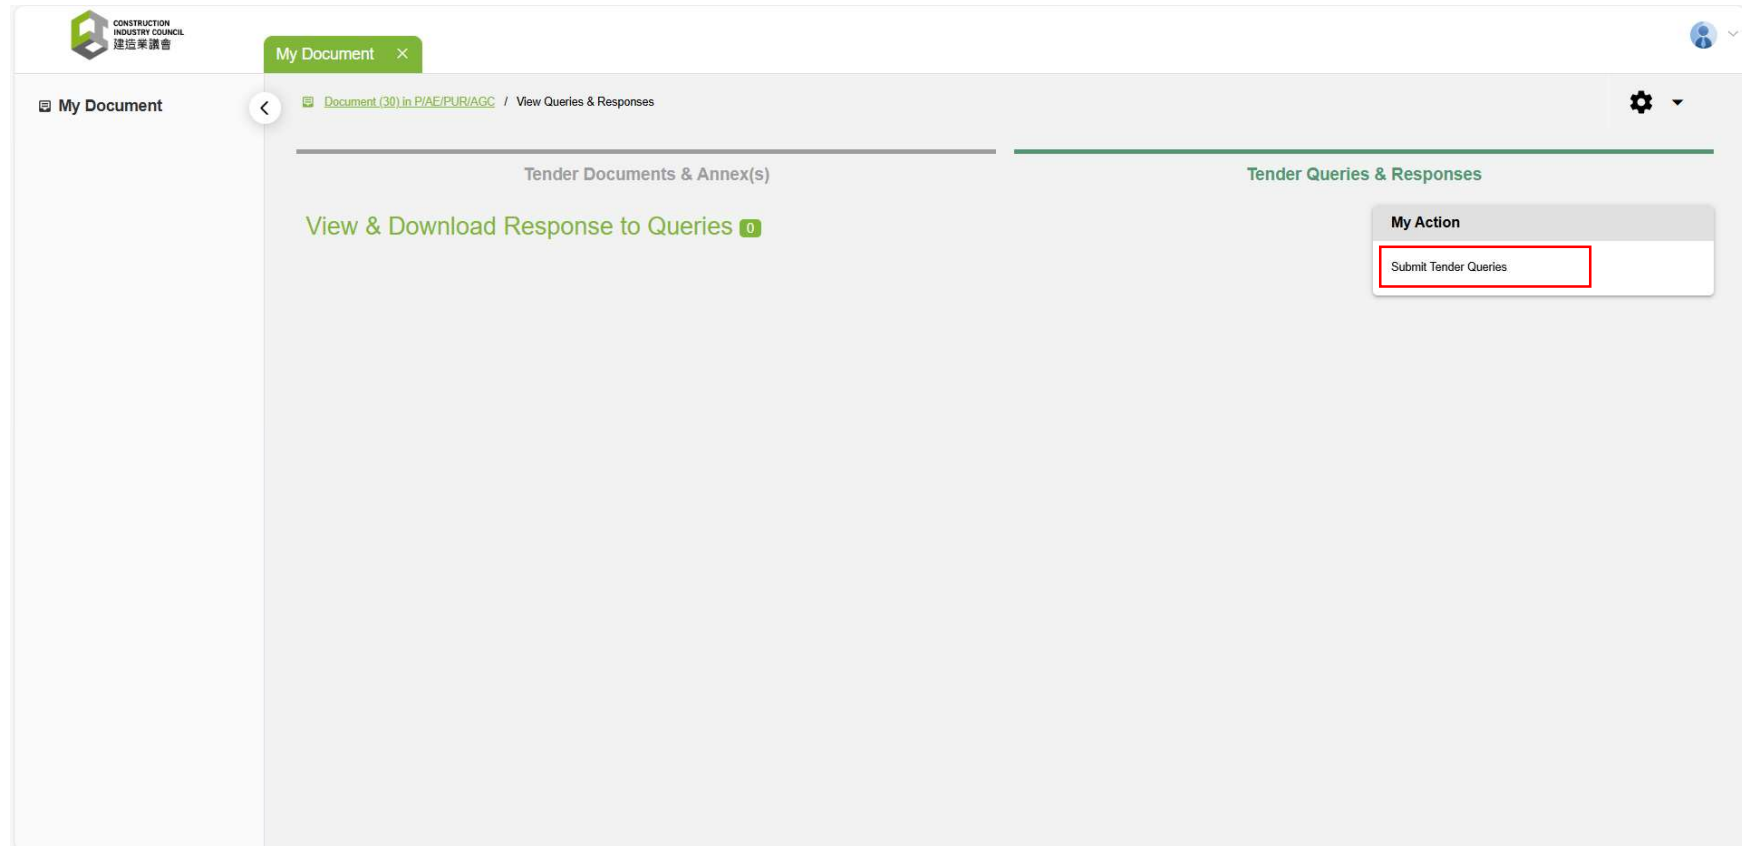 CONSTRUCTION
INDUSTRY COUNCIL
建造業議會
My Document
My Document
Document (30) in P/AE/PUR/AGC / View Queries & Responses
Tender Documents & Annex(s)
Tender Queries & Responses
View & Download Response to Queries 0
My Action
Submit Tender Queries